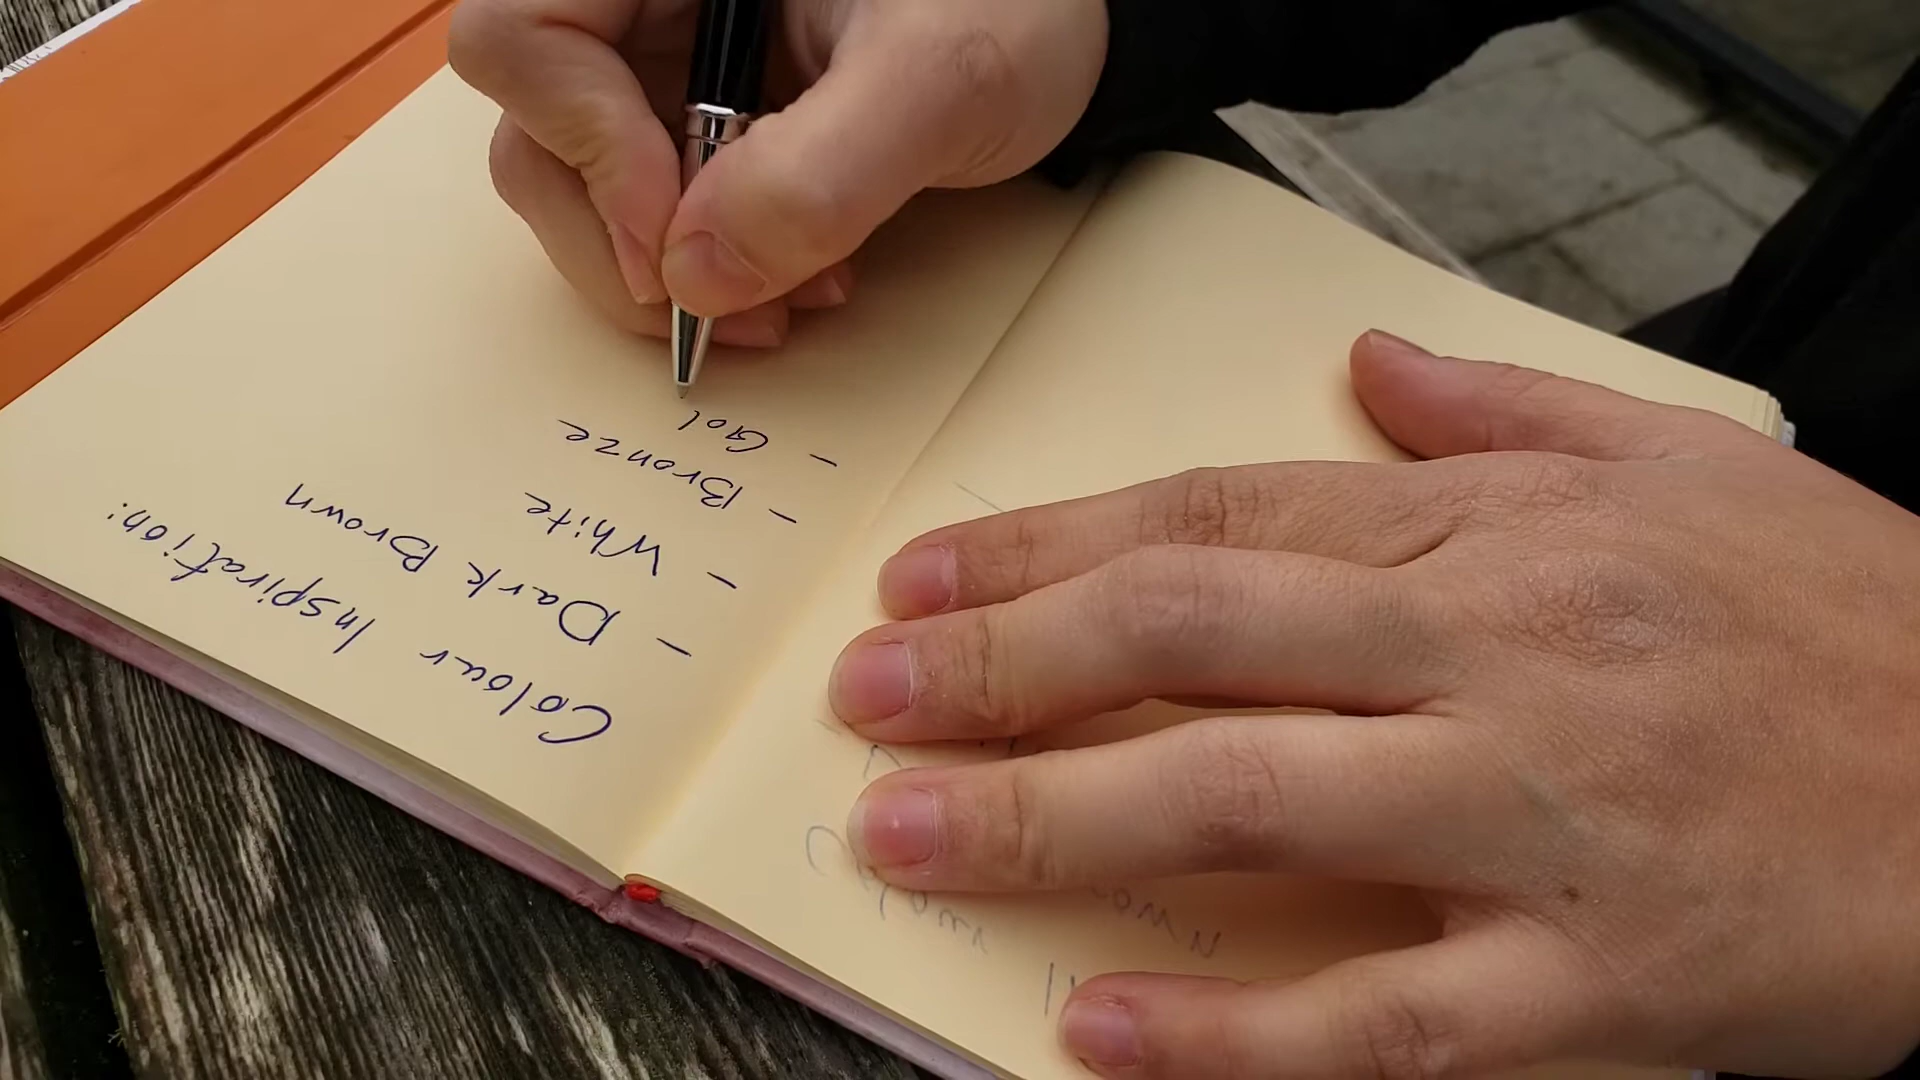 Colour Inspiration:
- Dark Brown
- White
- Bronze
- Gol